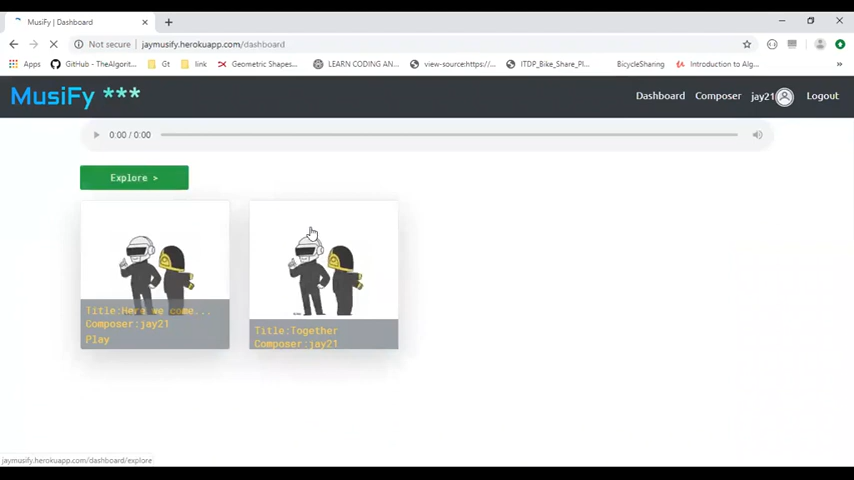 MusiFy | Dashboard
Not secure | jaymusify.herokuapp.com/dashboard
Apps GitHub - TheAlgorit... Gt link Geometric Shapes... LEARN CODING AN... view-source:https://... ITDP_Bike_Share_Pl... BicycleSharing Introduction to Alg...
MusiFy *** Dashboard Composer jay21 Logout
0:00 / 0:00
Explore >
Title:Here we come...
Composer:jay21
Play
Title:Together
Composer:jay21
jaymusify.herokuapp.com/dashboard/explore